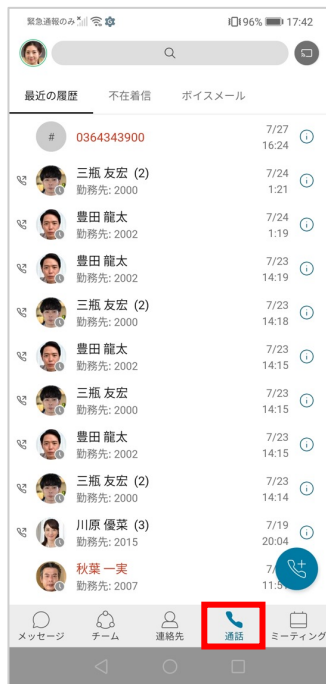 緊急通報のみ 96% 17:42
最近の履歴 不在着信 ボイスメール
# 0364343900 7/27
16:24
三瓶 友宏 (2) 7/24
勤務先: 2000 1:21
豊田 龍太 7/24
勤務先: 2002 1:19
豊田 龍太 7/23
勤務先: 2002 14:19
三瓶 友宏 (2) 7/23
勤務先: 2000 14:18
豊田 龍太 7/23
勤務先: 2002 14:15
三瓶 友宏 7/23
勤務先: 2000 14:15
豊田 龍太 7/23
勤務先: 2002 14:15
三瓶 友宏 (2) 7/23
勤務先: 2000 14:14
川原 優菜 (3) 7/19
勤務先: 2015 20:04
秋葉 一実
勤務先: 2007
メッセージ チーム 連絡先 通話 ミーティング